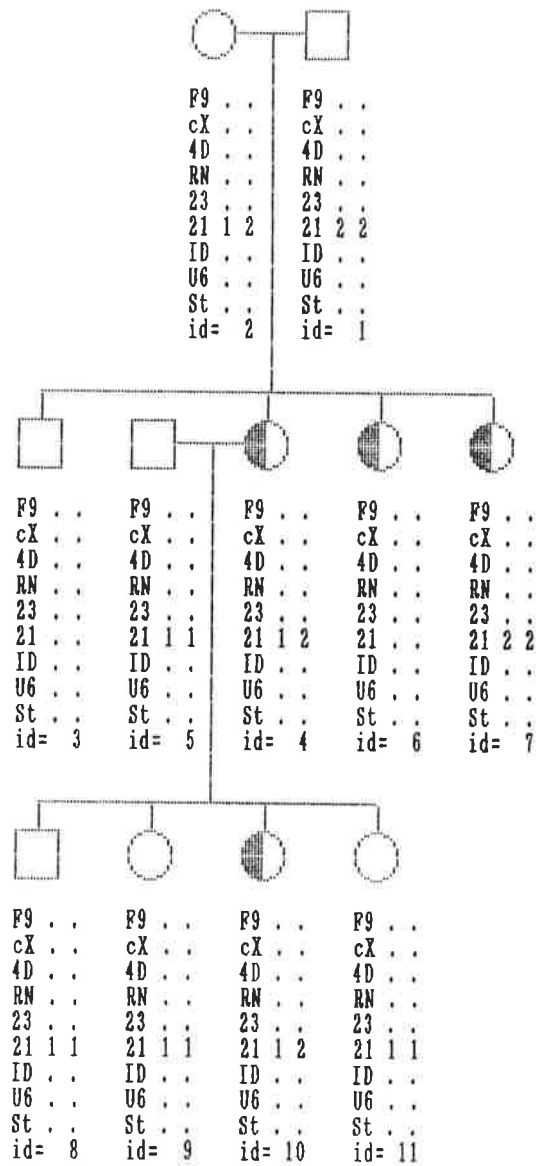 F9 . . F9 . .
cX . . cX . .
4D . . 4D . .
RN . . RN . .
23 . . 23 . .
21 1 2 21 2 2
ID . . ID . .
U6 . . U6 . .
St . . St . .
id= 2 id= 1
F9 . . F9 . . F9 . . F9 . . F9 . .
cX . . cX . . cX . . cX . . cX . .
4D . . 4D . . 4D . . 4D . . 4D . .
RN . . RN . . RN . . RN . . RN . .
23 . . 23 . . 23 . . 23 . . 23 . .
21 . . 21 1 1 21 1 2 21 . . 21 2 2
ID . . ID . . ID . . ID . . ID . .
U6 . . U6 . . U6 . . U6 . . U6 . .
St . . St . . St . . St . . St . .
id= 3 id= 5 id= 4 id= 6 id= 7
F9 . . F9 . . F9 . . F9 . .
cX . . cX . . cX . . cX . .
4D . . 4D . . 4D . . 4D . .
RN . . RN . . RN . . RN . .
23 . . 23 . . 23 . . 23 . .
21 1 1 21 1 1 21 1 2 21 1 1
ID . . ID . . ID . . ID . .
U6 . . U6 . . U6 . . U6 . .
St . . St . . St . . St . .
id= 8 id= 9 id= 10 id= 11